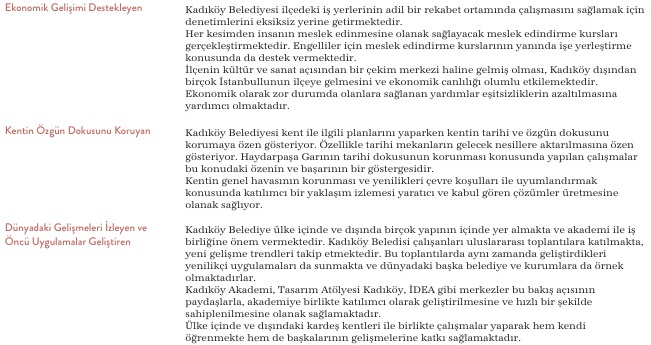 Ekonomik Gelişimi Destekleyen
Kadıköy Belediyesi ilçedeki iş yerlerinin adil bir rekabet ortamında çalışmasını sağlamak için
denetimlerini eksiksiz yerine getirmektedir.
Her kesimden insanın meslek edinmesine olanak sağlayacak meslek edindirme kursları
gerçekleştirmektedir. Engelliler için meslek edindirme kurslarının yanında işe yerleştirme
konusunda da destek vermektedir.
İlçenin kültür ve sanat açısından bir çekim merkezi haline gelmiş olması, Kadıköy dışından
birçok İstanbullunun ilçeye gelmesini ve ekonomik canlılığı olumlu etkilemektedir.
Ekonomik olarak zor durumda olanlara sağlanan yardımlar eşitsizliklerin azaltılmasına
yardımcı olmaktadır.
Kentin Özgün Dokusunu Koruyan
Kadıköy Belediyesi kent ile ilgili planlarını yaparken kentin tarihi ve özgün dokusunu
korumaya özen gösteriyor. Özellikle tarihi mekanların gelecek nesillere aktarılmasına özen
gösteriyor. Haydarpaşa Garının tarihi dokusunun korunması konusunda yapılan çalışmalar
bu konudaki özenin ve başarının bir göstergesidir.
Kentin genel havasının korunması ve yenilikleri çevre koşulları ile uyumlandırmak
konusunda katılımcı bir yaklaşım izlemesi yaratıcı ve kabul gören çözümler üretmesine
olanak sağlıyor.
Dünyadaki Gelişmeleri İzleyen ve
Öncü Uygulamalar Geliştiren
Kadıköy Belediye ülke içinde ve dışında birçok yapının içinde yer almakta ve akademi ile iş
birliğine önem vermektedir. Kadıköy Beledisi çalışanları uluslararası toplantılara katılmakta,
yeni gelişme trendleri takip etmektedir. Bu toplantılarda aynı zamanda geliştirdikleri
yenilikçi uygulamaları da sunmakta ve dünyadaki başka belediye ve kurumlara da örnek
olmaktadırlar.
Kadıköy Akademi, Tasarım Atölyesi Kadıköy, İDEA gibi merkezler bu bakış açısının
paydaşlarla, akademiye birlikte katılımcı olarak geliştirilmesine ve hızlı bir şekilde
sahiplenilmesine olanak sağlamaktadır.
Ülke içinde ve dışındaki kardeş kentleri ile birlikte çalışmalar yaparak hem kendi
öğrenmekte hem de başkalarının gelişmelerine katkı sağlamaktadır.